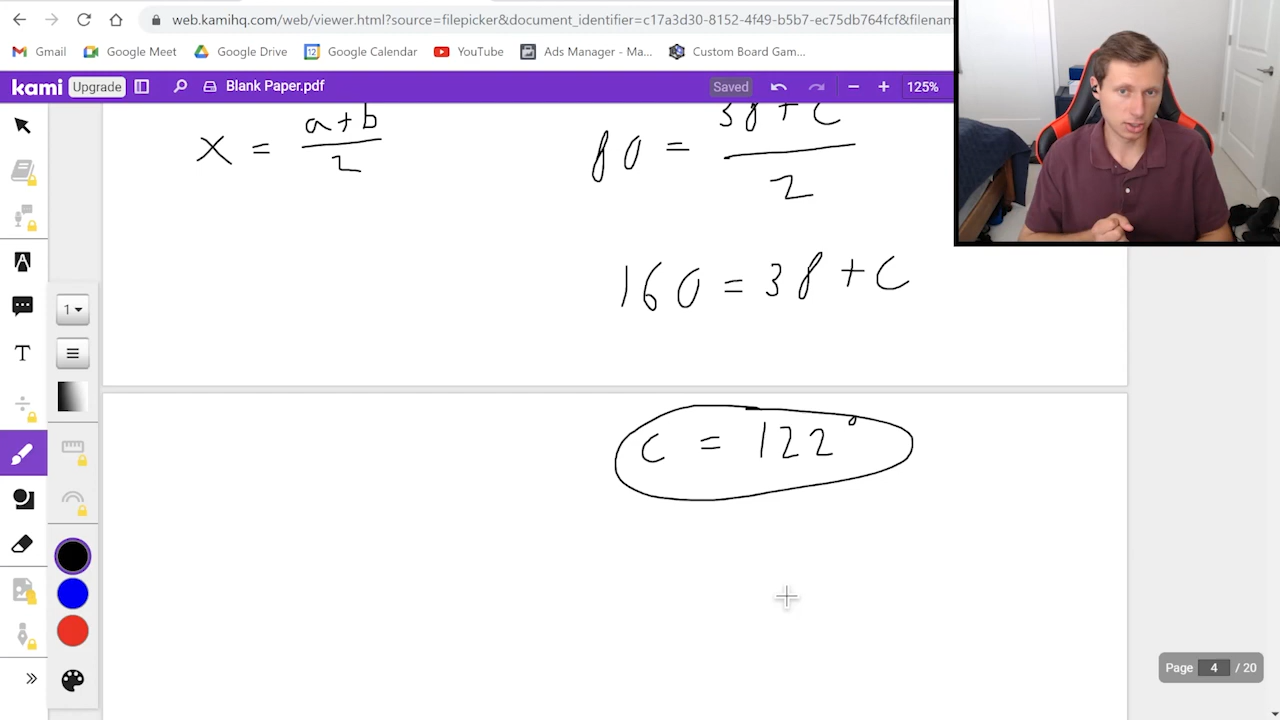 web.kamihq.com/web/viewer.html?source=filepicker&document_identifier=c17a3d30-8152-4f49-b5b7-ec75db764fcf&filenam
Gmail Google Meet Google Drive Google Calendar YouTube Ads Manager - Ma... Custom Board Gam...
kami Upgrade Blank Paper.pdf Saved 125%
x = a+b / 2
80 = 38 + c / 2
160 = 38 + c
c = 122°
1
T
Page 4 / 20